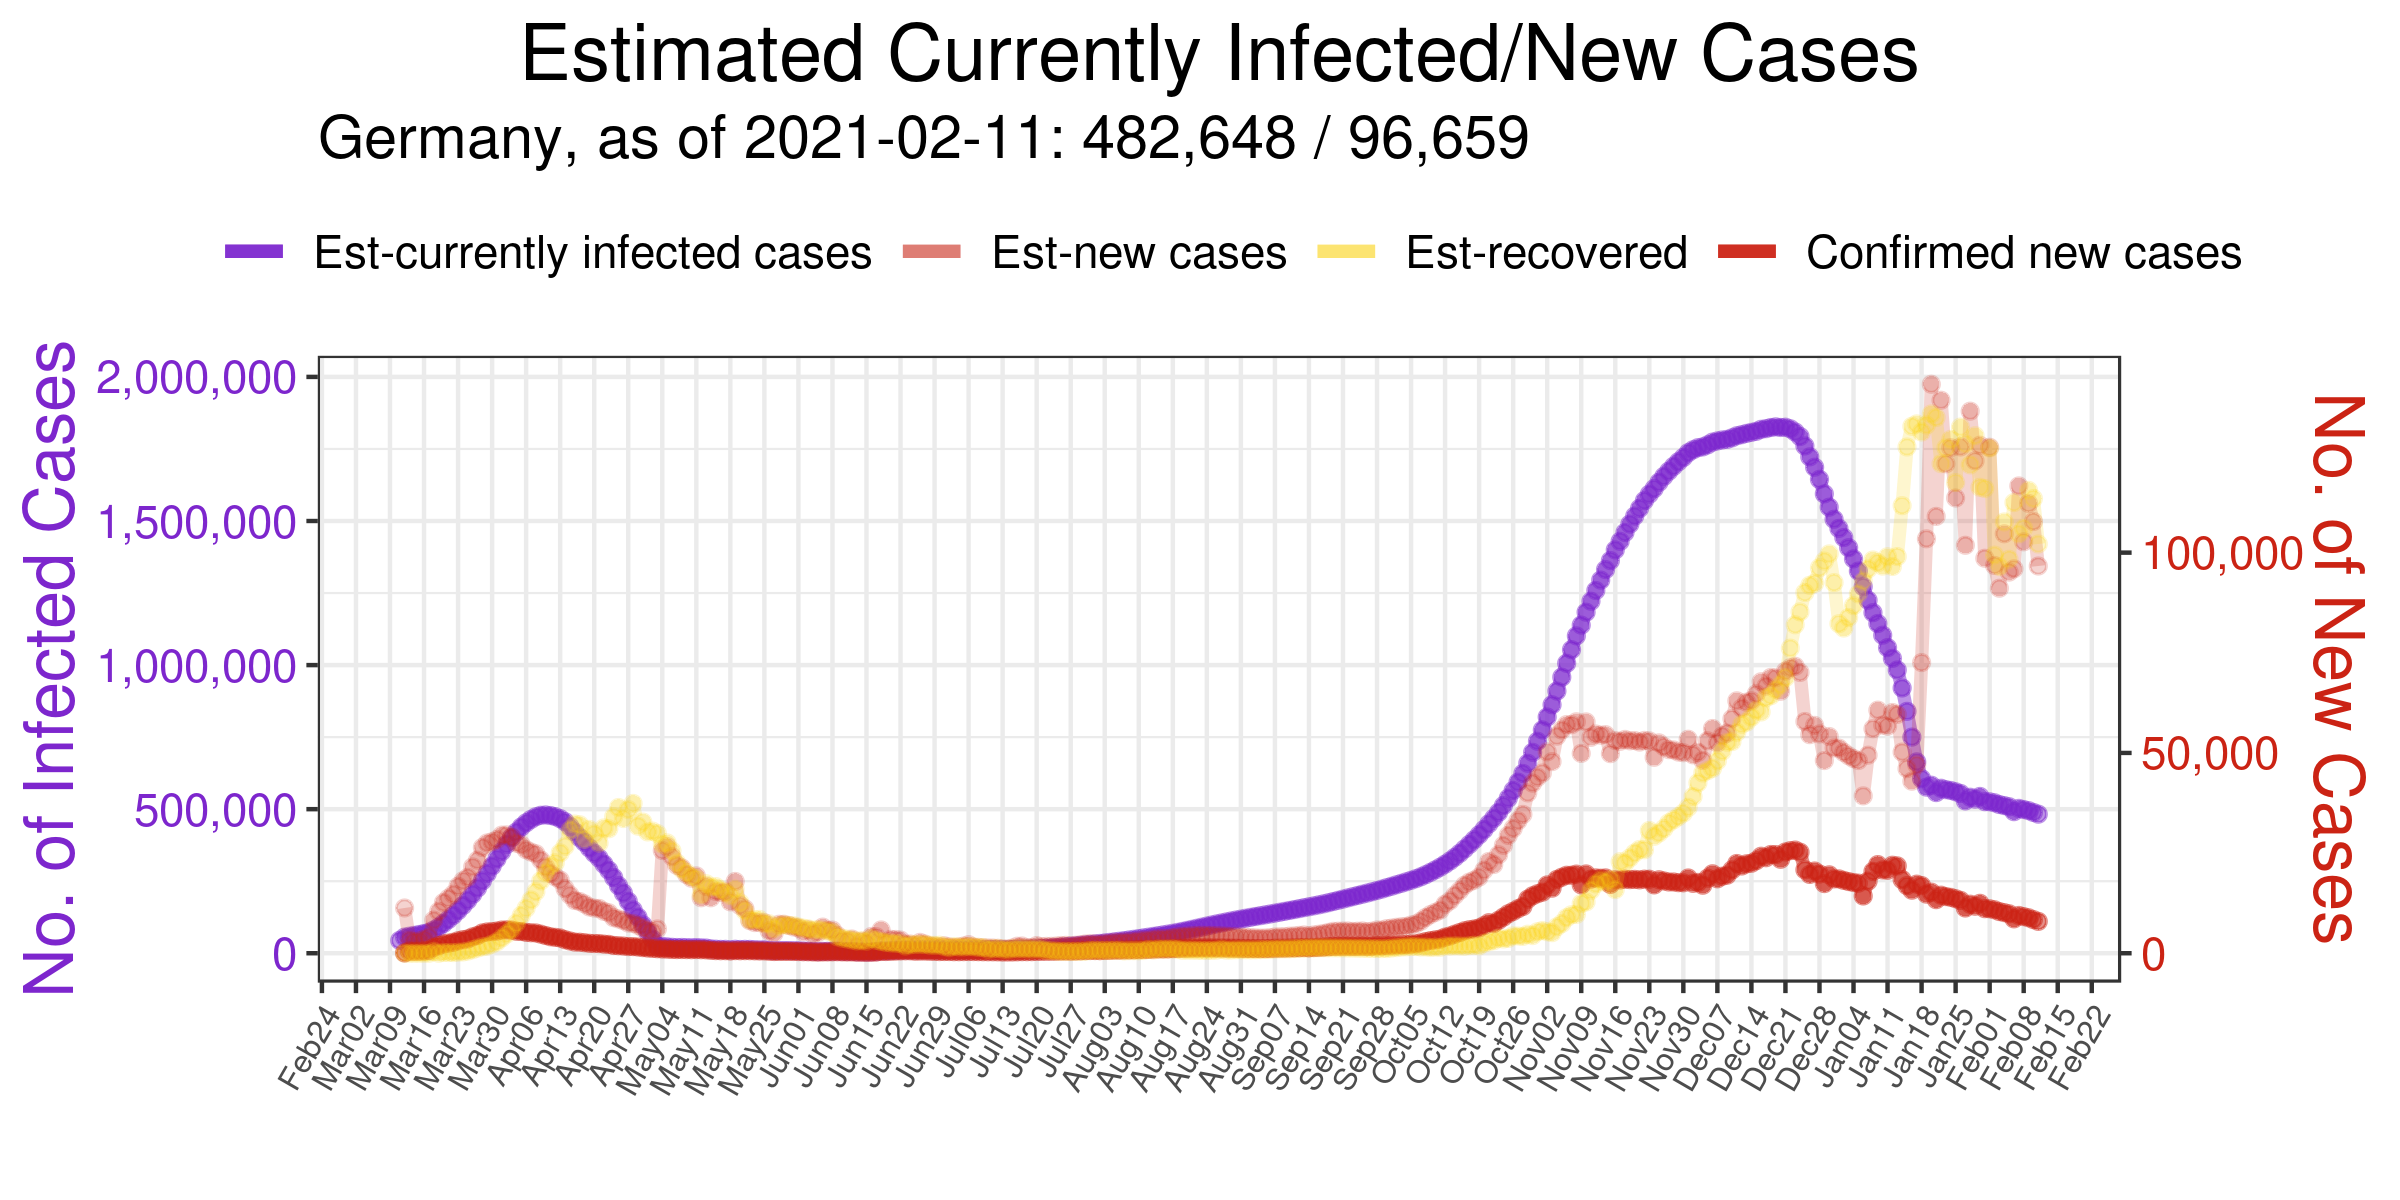 Estimated Currently Infected/New Cases
Germany, as of 2021-02-11: 482,648 / 96,659
Est-currently infected cases Est-new cases Est-recovered Confirmed new cases
No. of Infected Cases
2,000,000
1,500,000
1,000,000
500,000
0
100,000
50,000
0
No. of New Cases
Feb24 Mar02 Mar09 Mar16 Mar23 Mar30 Apr06 Apr13 Apr20 Apr27 May04 May11 May18 May25 Jun01 Jun08 Jun15 Jun22 Jun29 Jul06 Jul13 Jul20 Jul27 Aug03 Aug10 Aug17 Aug24 Aug31 Sep07 Sep14 Sep21 Sep28 Oct05 Oct12 Oct19 Oct26 Nov02 Nov09 Nov16 Nov23 Nov30 Dec07 Dec14 Dec21 Dec28 Jan04 Jan11 Jan18 Jan25 Feb01 Feb08 Feb15 Feb22